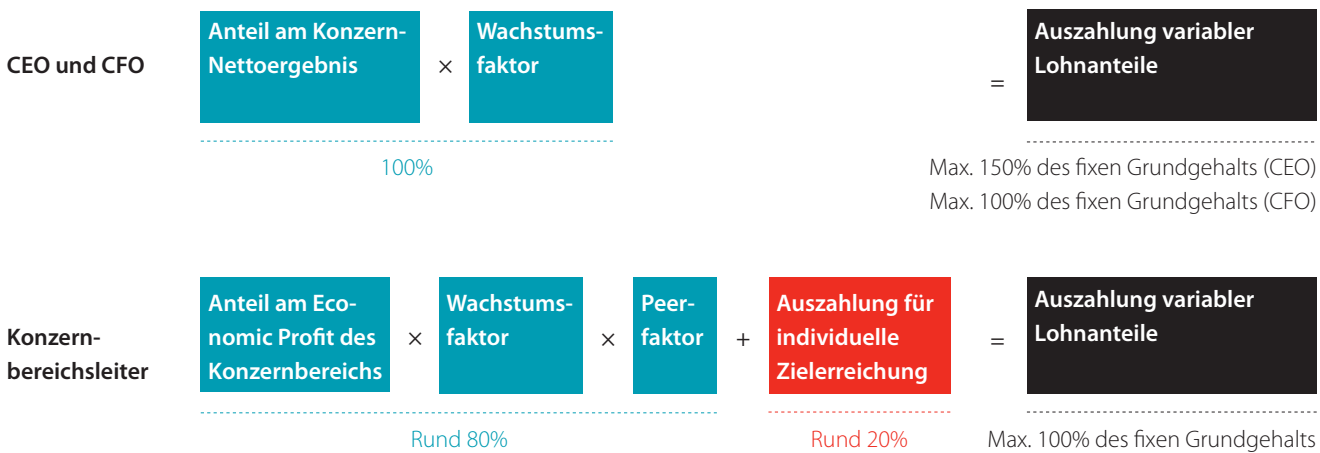 CEO und CFO
Anteil am Konzern-
Nettoergebnis
×
Wachstums-
faktor
=
Auszahlung variabler
Lohnanteile
100%
Max. 150% des fixen Grundgehalts (CEO)
Max. 100% des fixen Grundgehalts (CFO)
Konzern-
bereichsleiter
Anteil am Eco-
nomic Profit des
Konzernbereichs
×
Wachstums-
faktor
×
Peer-
faktor
+
Auszahlung für
individuelle
Zielerreichung
=
Auszahlung variabler
Lohnanteile
Rund 80%
Rund 20%
Max. 100% des fixen Grundgehalts